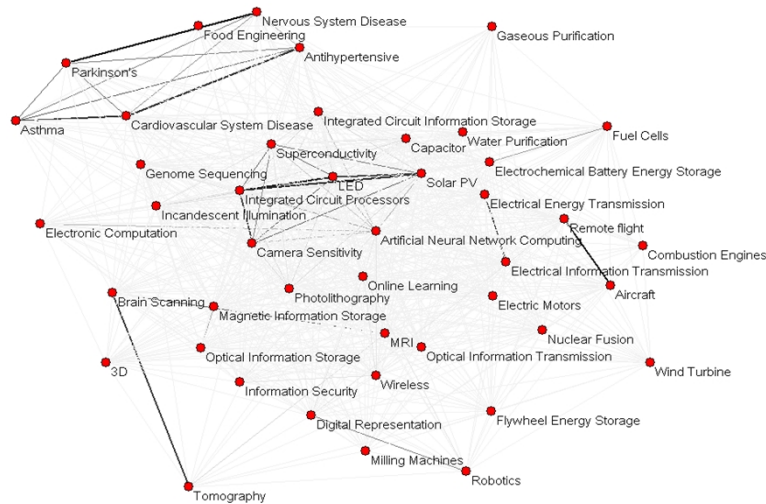 Nervous System Disease
Food Engineering
Gaseous Purification
Antihypertensive
Parkinson's
Integrated Circuit Information Storage
Cardiovascular System Disease
Asthma
Capacitor
Water Purification
Fuel Cells
Superconductivity
Genome Sequencing
Electrochemical Battery Energy Storage
LED
Solar PV
Integrated Circuit Processors
Electrical Energy Transmission
Incandescent Illumination
Remote flight
Electronic Computation
Artificial Neural Network Computing
Camera Sensitivity
Combustion Engines
Electrical Information Transmission
Online Learning
Aircraft
Brain Scanning
Photolithography
Electric Motors
Magnetic Information Storage
Nuclear Fusion
MRI
Optical Information Storage
Optical Information Transmission
3D
Wind Turbine
Wireless
Information Security
Digital Representation
Flywheel Energy Storage
Milling Machines
Robotics
Tomography